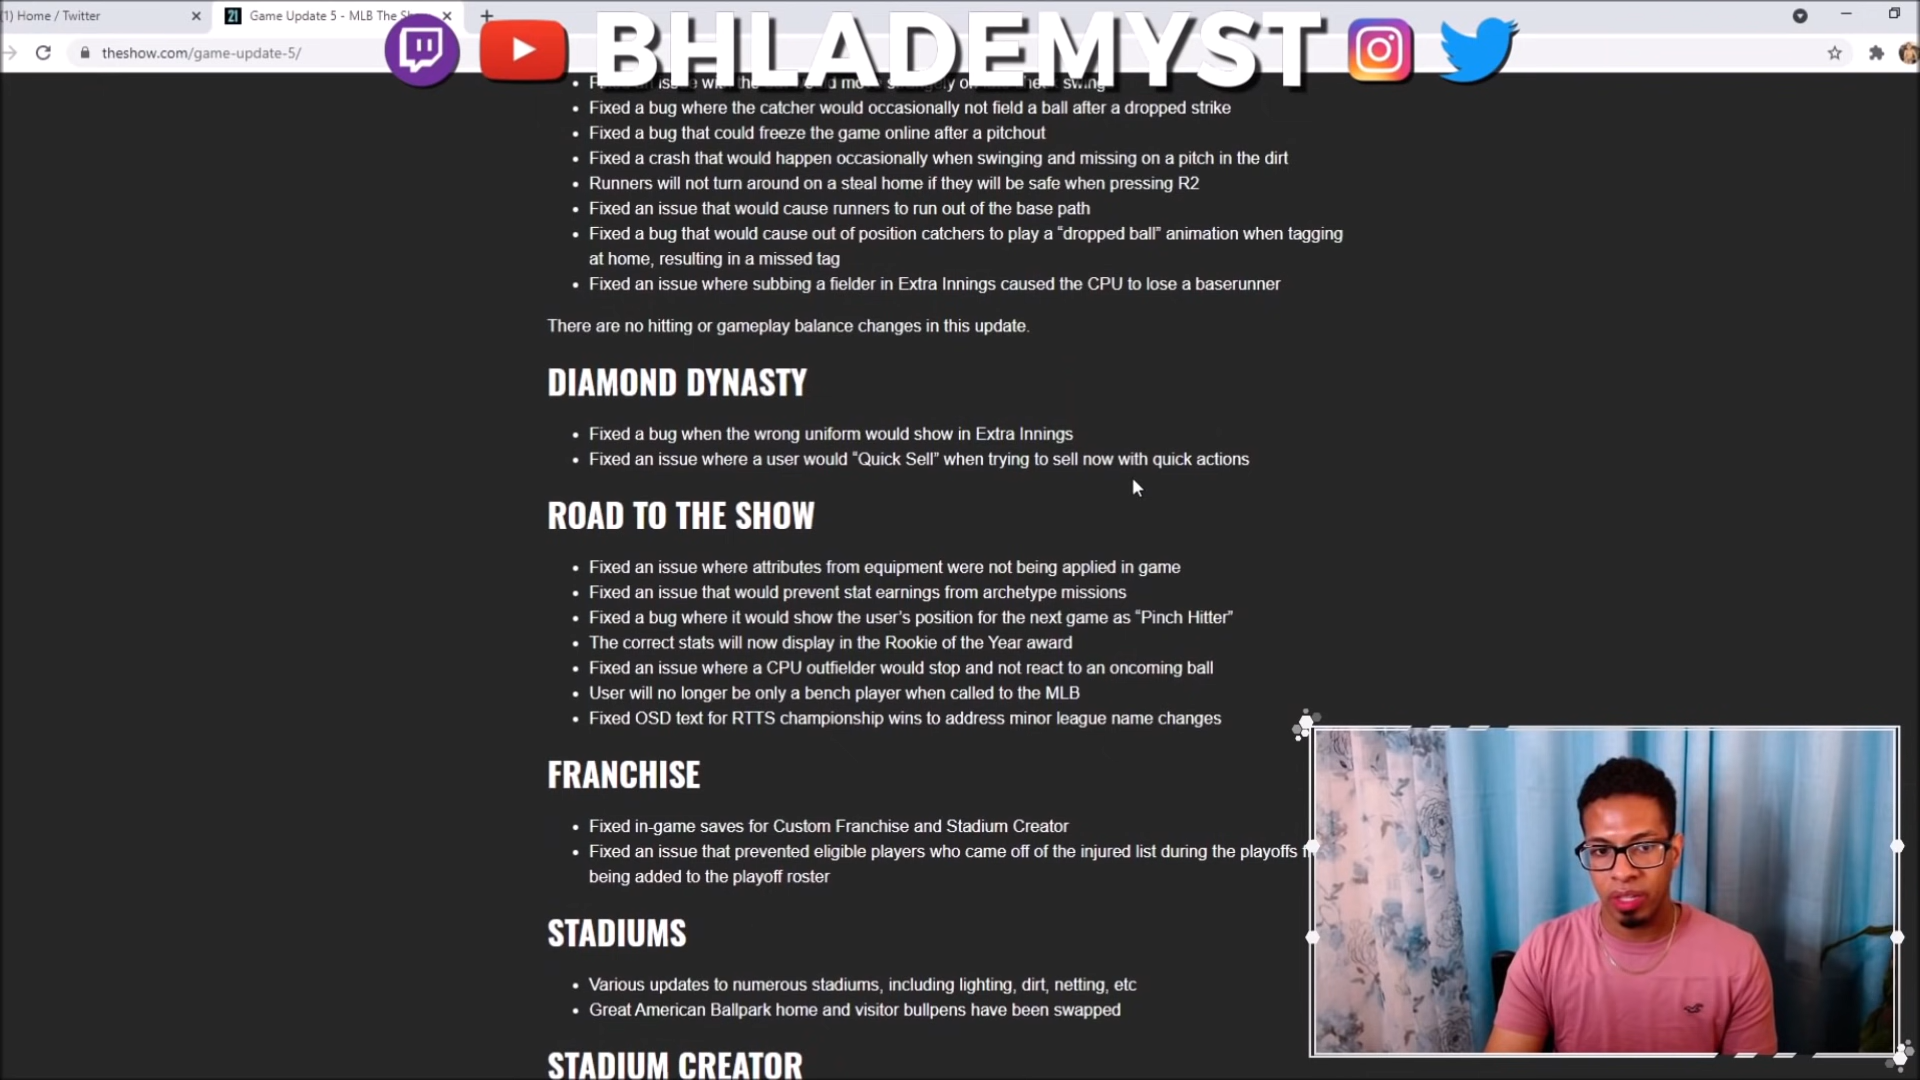 (1) Home / Twitter
21 Game Update 5 - MLB The Sh
theshow.com/game-update-5/
BHLADEMYST
swing
Fixed a bug where the catcher would occasionally not field a ball after a dropped strike
Fixed a bug that could freeze the game online after a pitchout
Fixed a crash that would happen occasionally when swinging and missing on a pitch in the dirt
Runners will not turn around on a steal home if they will be safe when pressing R2
Fixed an issue that would cause runners to run out of the base path
Fixed a bug that would cause out of position catchers to play a “dropped ball” animation when tagging
at home, resulting in a missed tag
Fixed an issue where subbing a fielder in Extra Innings caused the CPU to lose a baserunner
There are no hitting or gameplay balance changes in this update.
DIAMOND DYNASTY
Fixed a bug when the wrong uniform would show in Extra Innings
Fixed an issue where a user would “Quick Sell” when trying to sell now with quick actions
ROAD TO THE SHOW
Fixed an issue where attributes from equipment were not being applied in game
Fixed an issue that would prevent stat earnings from archetype missions
Fixed a bug where it would show the user’s position for the next game as “Pinch Hitter”
The correct stats will now display in the Rookie of the Year award
Fixed an issue where a CPU outfielder would stop and not react to an oncoming ball
User will no longer be only a bench player when called to the MLB
Fixed OSD text for RTTS championship wins to address minor league name changes
FRANCHISE
Fixed in-game saves for Custom Franchise and Stadium Creator
Fixed an issue that prevented eligible players who came off of the injured list during the playoffs
being added to the playoff roster
STADIUMS
Various updates to numerous stadiums, including lighting, dirt, netting, etc
Great American Ballpark home and visitor bullpens have been swapped
STADIUM CREATOR